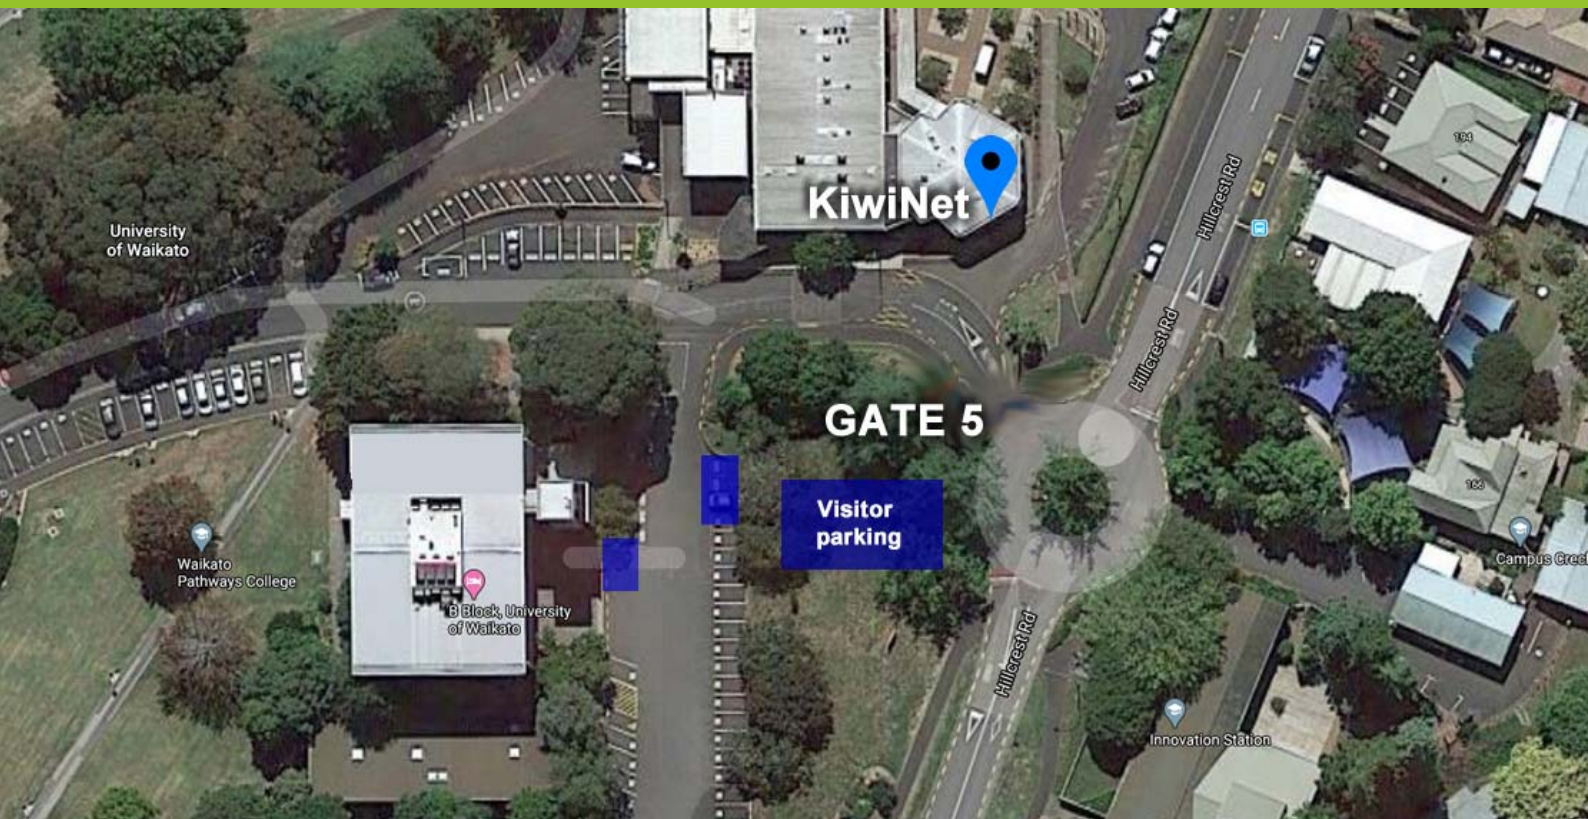 194
KiwiNet
Hillcrest Rd
University
of Waikato
Hillcrest Rd
GATE 5
166
Visitor
parking
Waikato
Pathways College
Campus Crec
B Block, University
of Waikato
Hillcrest Rd
Innovation Station